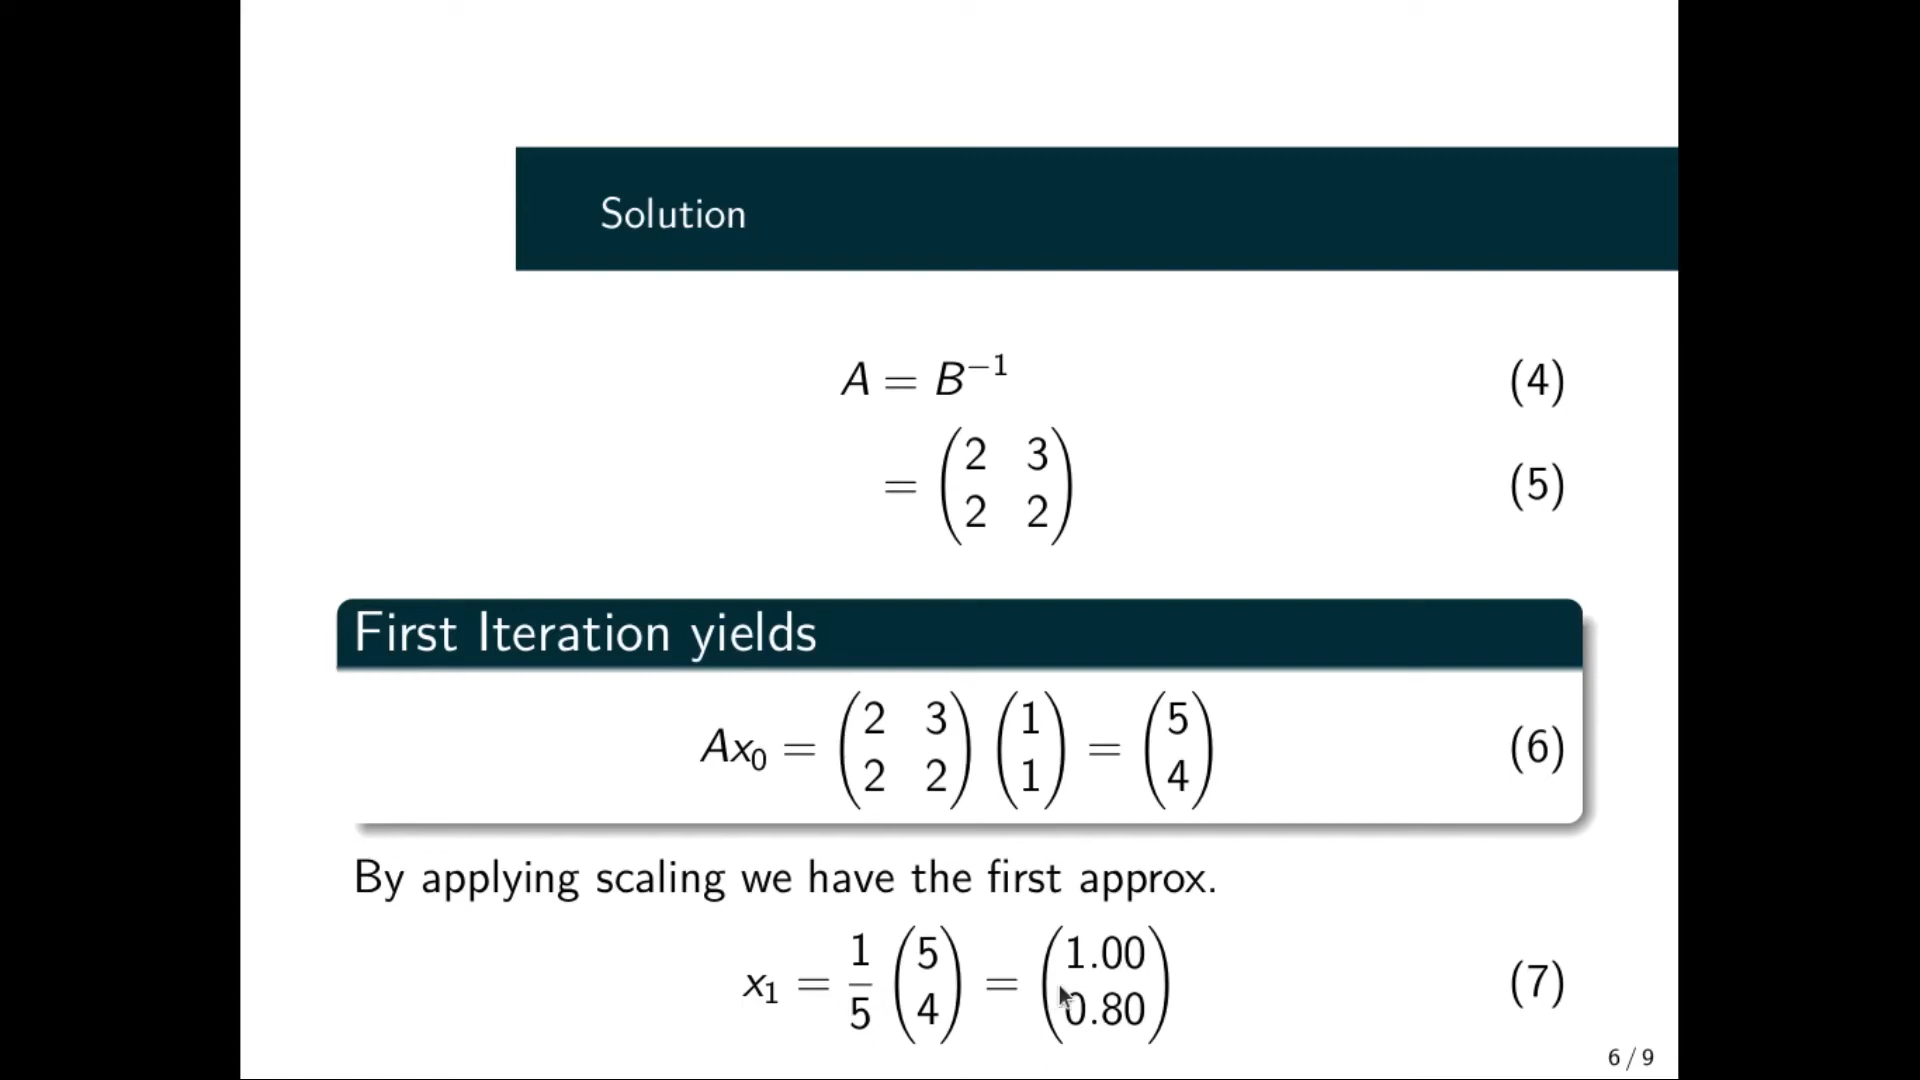 Solution
A = B⁻¹ (4)
= (2 3
2 2) (5)
First Iteration yields
Ax₀ = (2 3
2 2) (1
1) = (5
4) (6)
By applying scaling we have the first approx.
x₁ = 1/5 (5
4) = (1.00
0.80) (7)
6 / 9